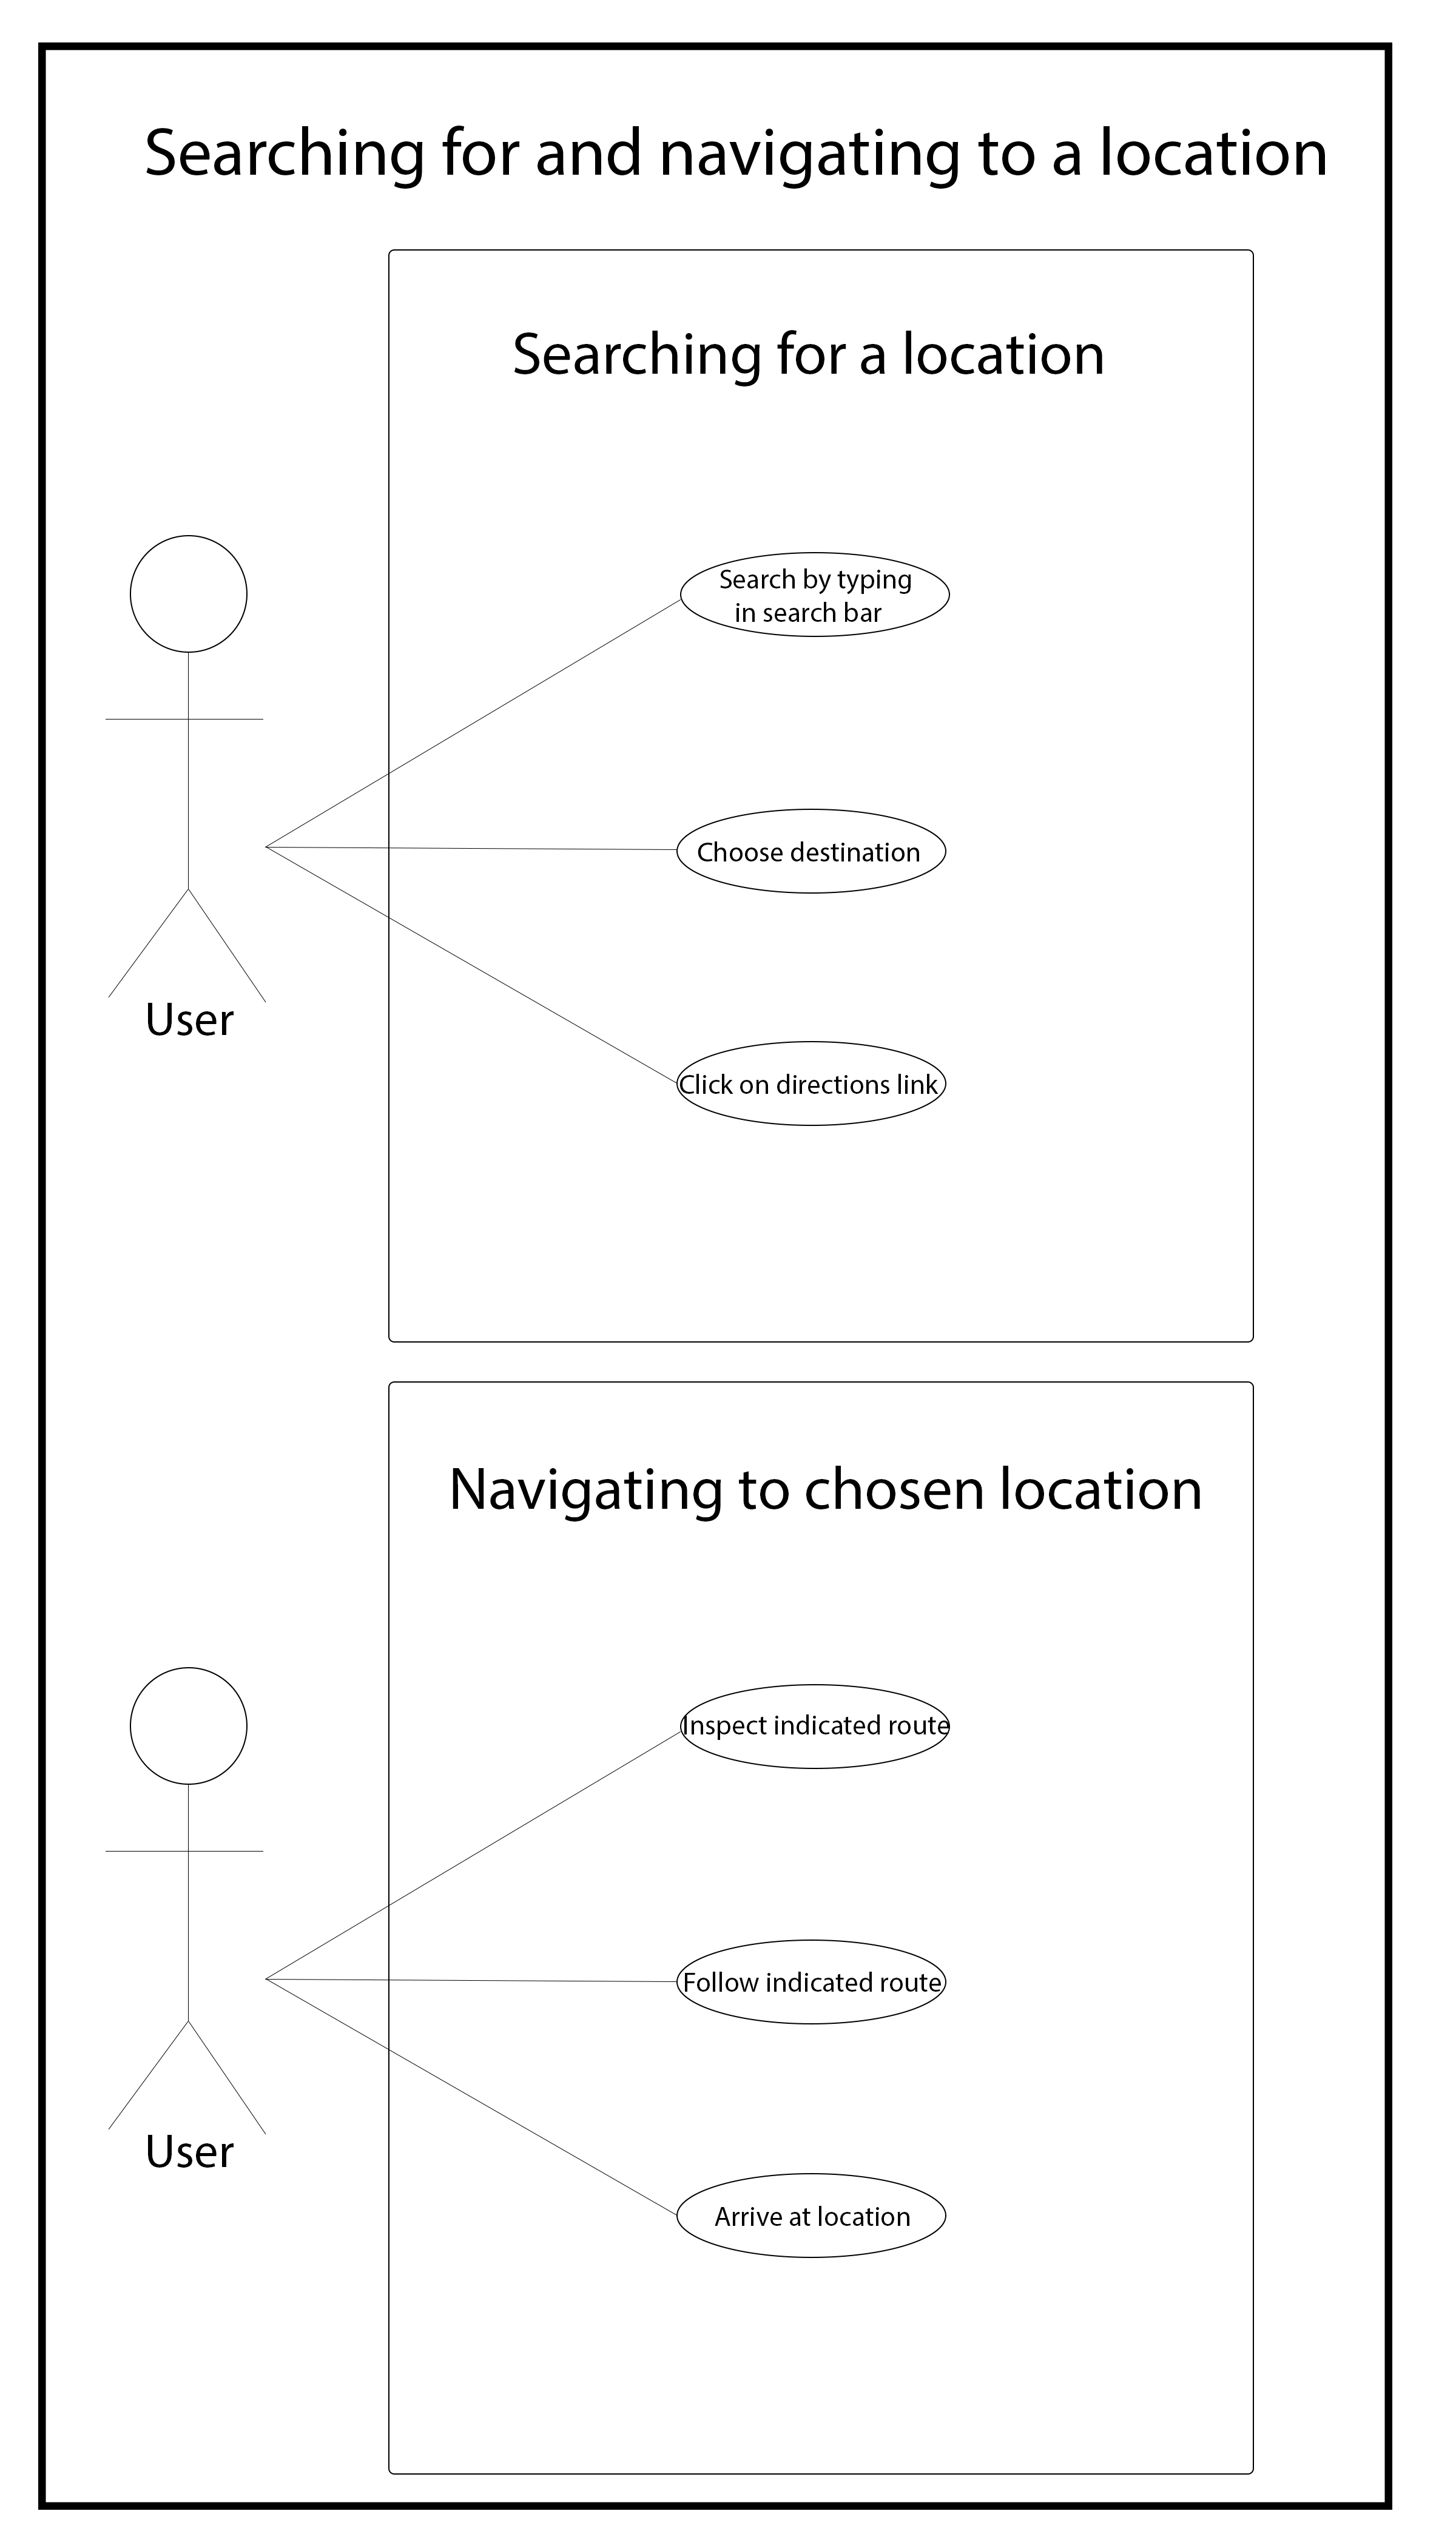 Searching for and navigating to a location
Searching for a location
Search by typing
in search bar
Choose destination
Click on directions link
User
Navigating to chosen location
Inspect indicated route
Follow indicated route
Arrive at location
User